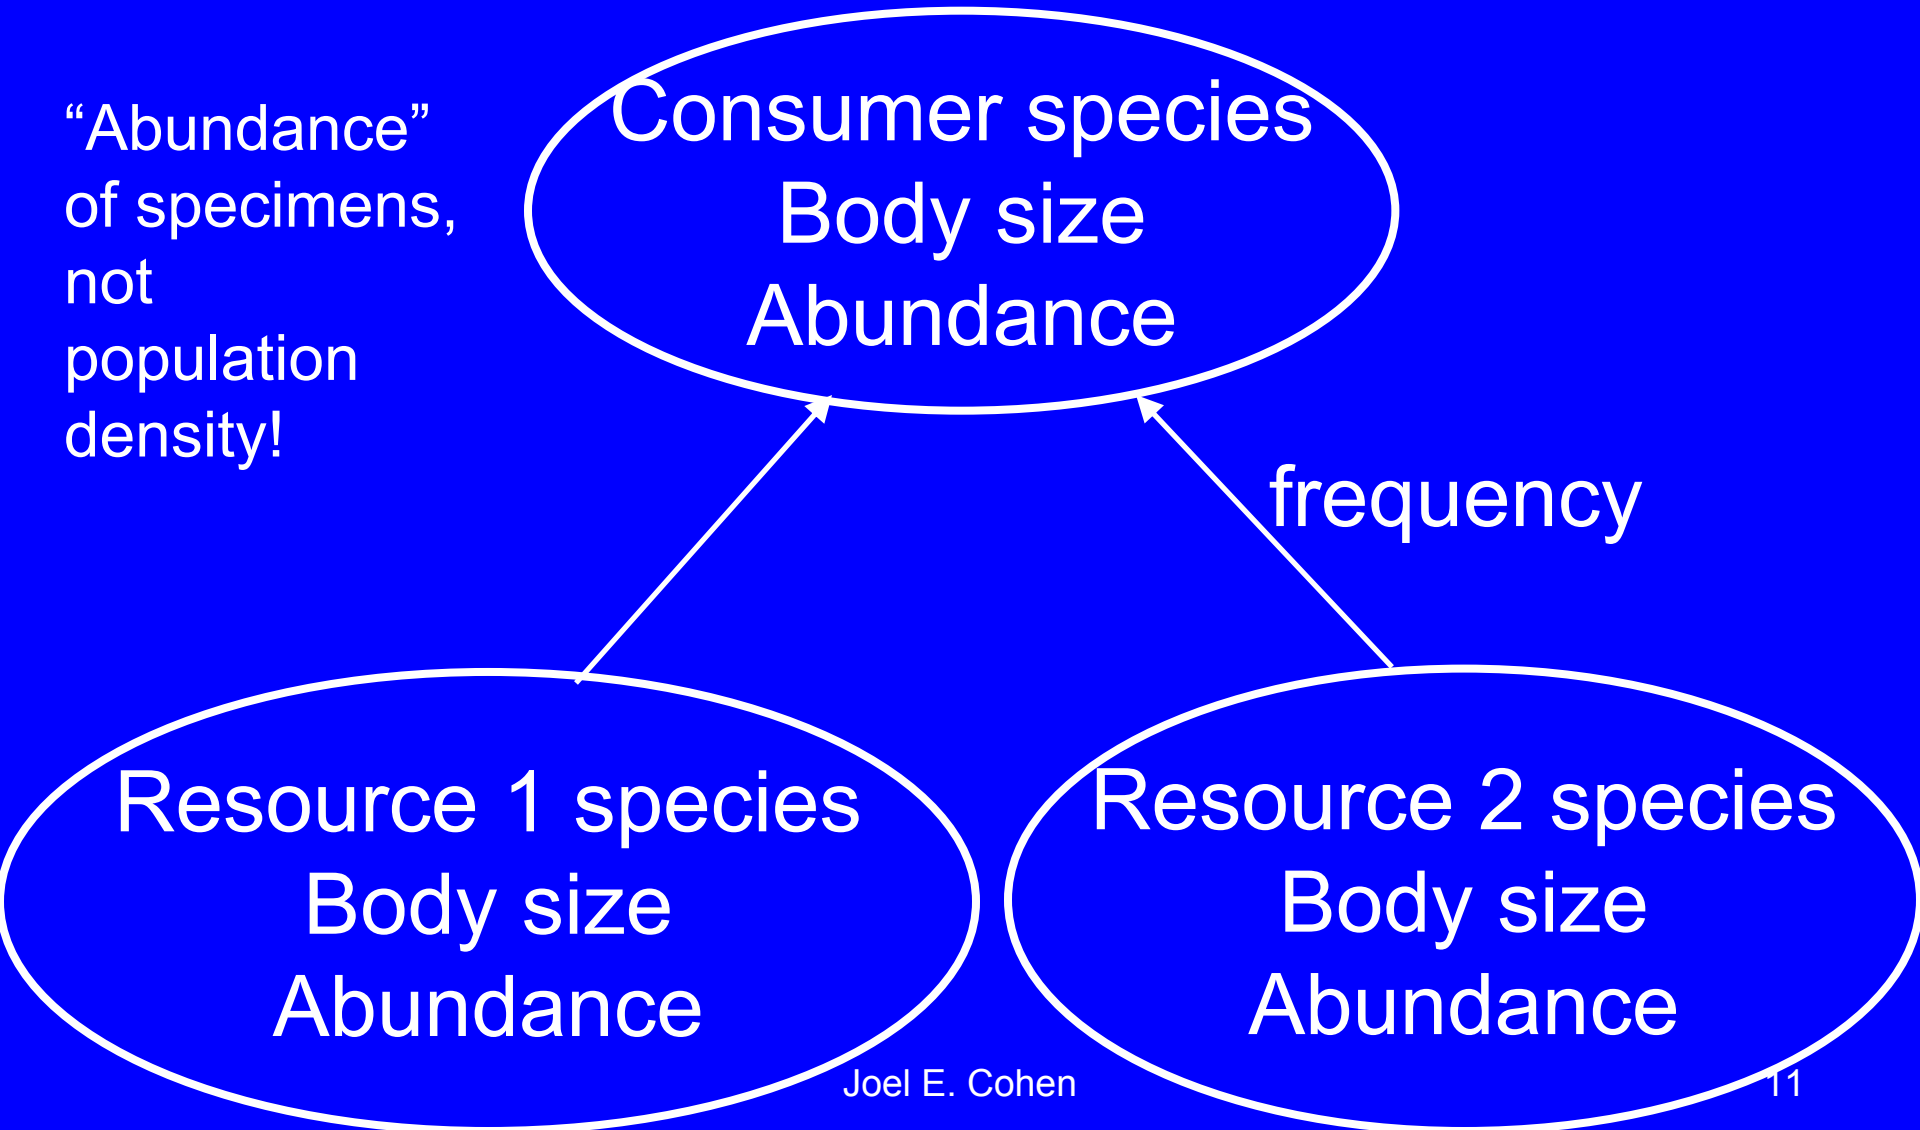 “Abundance”
of specimens,
not
population
density!
Consumer species
Body size
Abundance
frequency
Resource 1 species
Body size
Abundance
Resource 2 species
Body size
Abundance
Joel E. Cohen
11